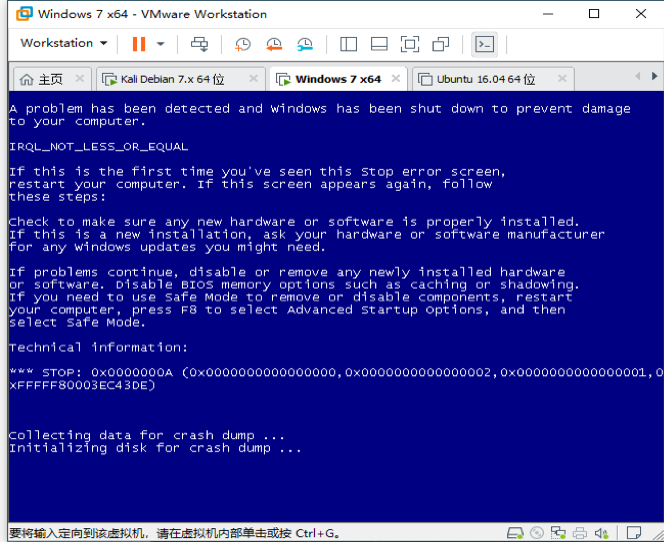 Windows 7 x64 - VMware Workstation
Workstation
主页 Kali Debian 7.x 64 位 Windows 7 x64 Ubuntu 16.04 64 位
A problem has been detected and windows has been shut down to prevent damage
to your computer.
IRQL_NOT_LESS_OR_EQUAL
If this is the first time you've seen this Stop error screen,
restart your computer. If this screen appears again, follow
these steps:
Check to make sure any new hardware or software is properly installed.
If this is a new installation, ask your hardware or software manufacturer
for any windows updates you might need.
If problems continue, disable or remove any newly installed hardware
or software. Disable BIOS memory options such as caching or shadowing.
If you need to use Safe Mode to remove or disable components, restart
your computer, press F8 to select Advanced Startup Options, and then
select Safe Mode.
Technical information:
*** STOP: 0x0000000A (0x0000000000000000,0x0000000000000002,0x0000000000000001,0
xFFFFF80003EC43DE)
Collecting data for crash dump ...
Initializing disk for crash dump ...
要将输入定向到该虚拟机，请在虚拟机内部单击或按 Ctrl+G。